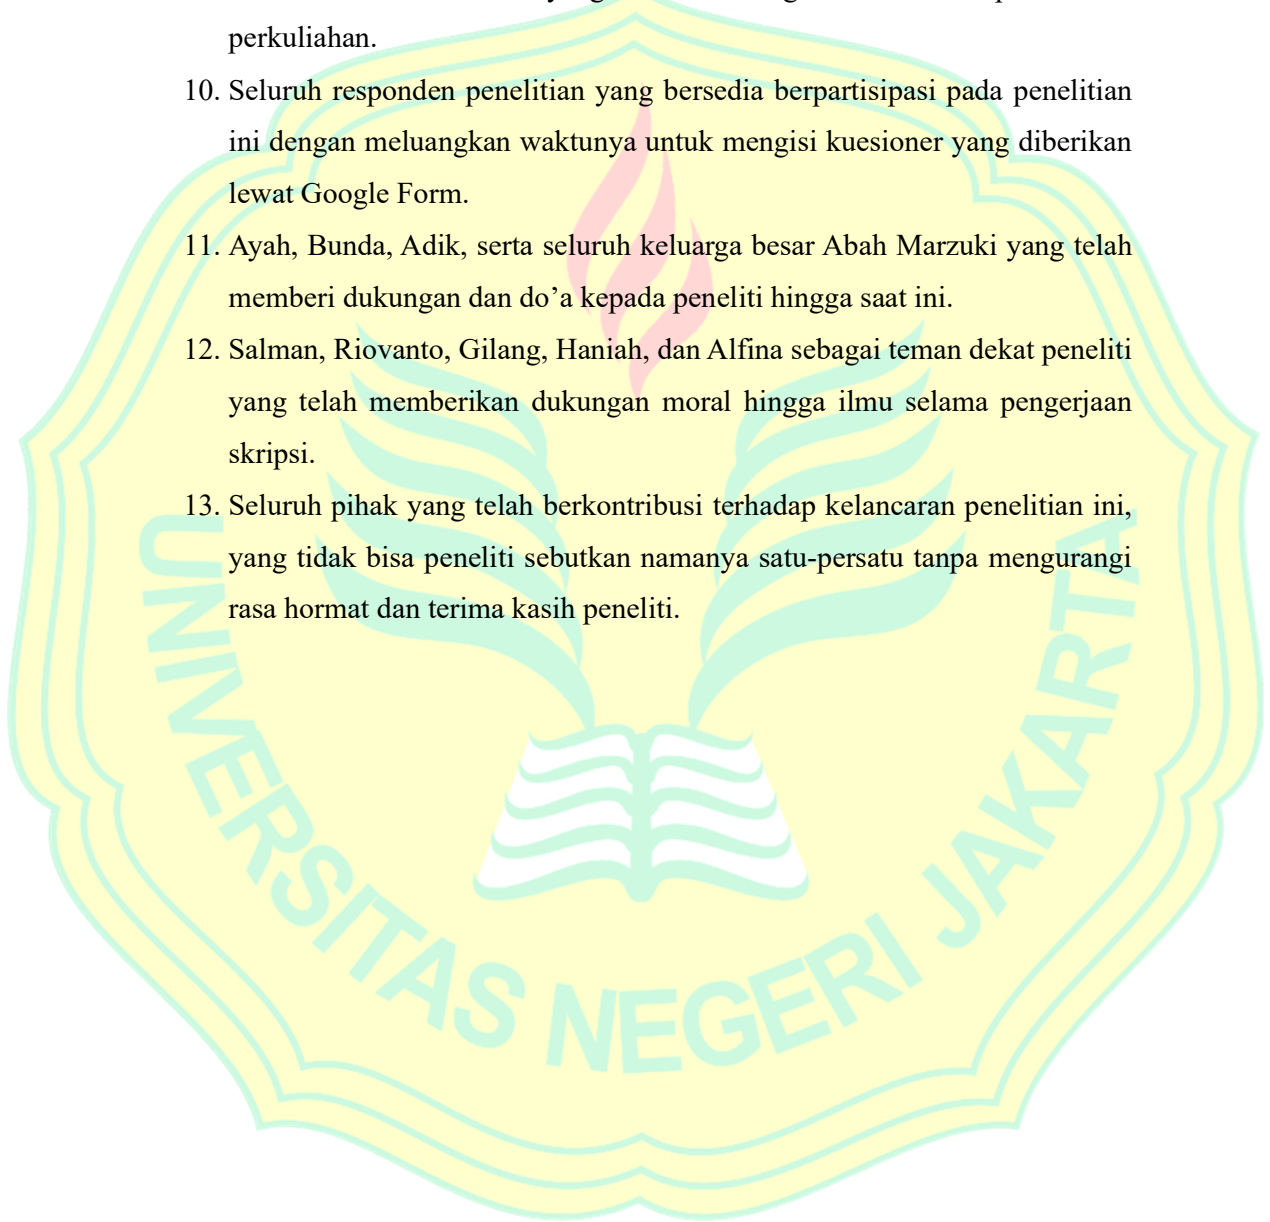 perkuliahan.
10. Seluruh responden penelitian yang bersedia berpartisipasi pada penelitian
ini dengan meluangkan waktunya untuk mengisi kuesioner yang diberikan
lewat Google Form.
11. Ayah, Bunda, Adik, serta seluruh keluarga besar Abah Marzuki yang telah
memberi dukungan dan do’a kepada peneliti hingga saat ini.
12. Salman, Riovanto, Gilang, Haniah, dan Alfina sebagai teman dekat peneliti
yang telah memberikan dukungan moral hingga ilmu selama pengerjaan
skripsi.
13. Seluruh pihak yang telah berkontribusi terhadap kelancaran penelitian ini,
yang tidak bisa peneliti sebutkan namanya satu-persatu tanpa mengurangi
rasa hormat dan terima kasih peneliti.
UNIVERSITAS NEGERI JAKARTA